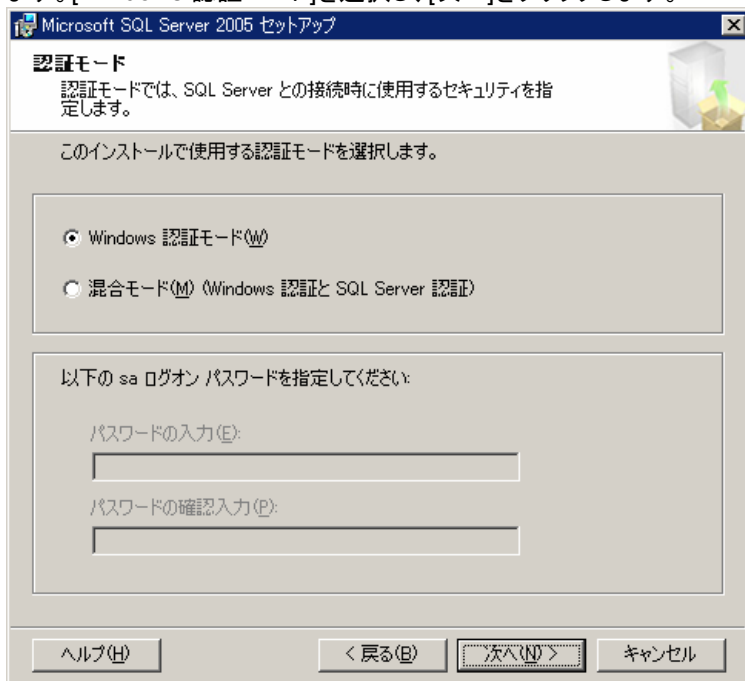 Microsoft SQL Server 2005 セットアップ
認証モード
認証モードでは、SQL Server との接続時に使用するセキュリティを指
定します。
このインストールで使用する認証モードを選択します。
Windows 認証モード(W)
混合モード(M) (Windows 認証と SQL Server 認証)
以下の sa ログオン パスワードを指定してください:
パスワードの入力(E):
パスワードの確認入力(P):
ヘルプ(H)
< 戻る(B)
次へ(N) >
キャンセル